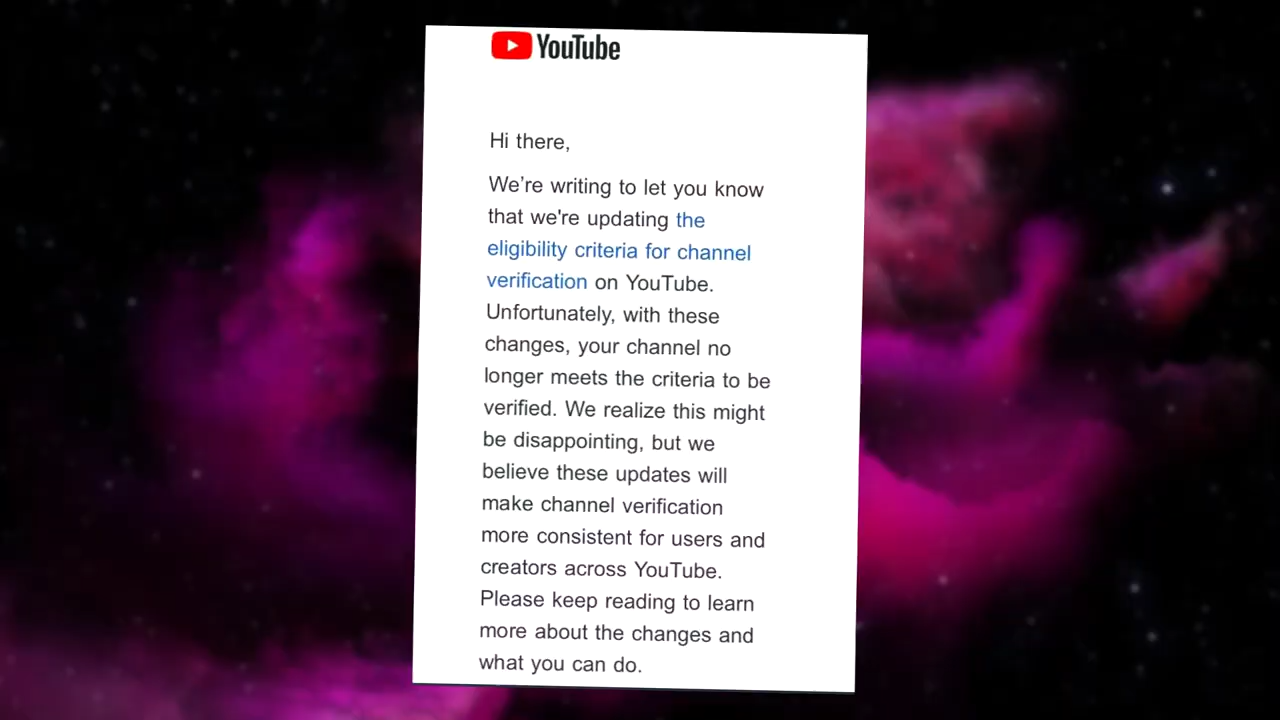 YouTube
Hi there,
We’re writing to let you know
that we're updating the
eligibility criteria for channel
verification on YouTube.
Unfortunately, with these
changes, your channel no
longer meets the criteria to be
verified. We realize this might
be disappointing, but we
believe these updates will
make channel verification
more consistent for users and
creators across YouTube.
Please keep reading to learn
more about the changes and
what you can do.